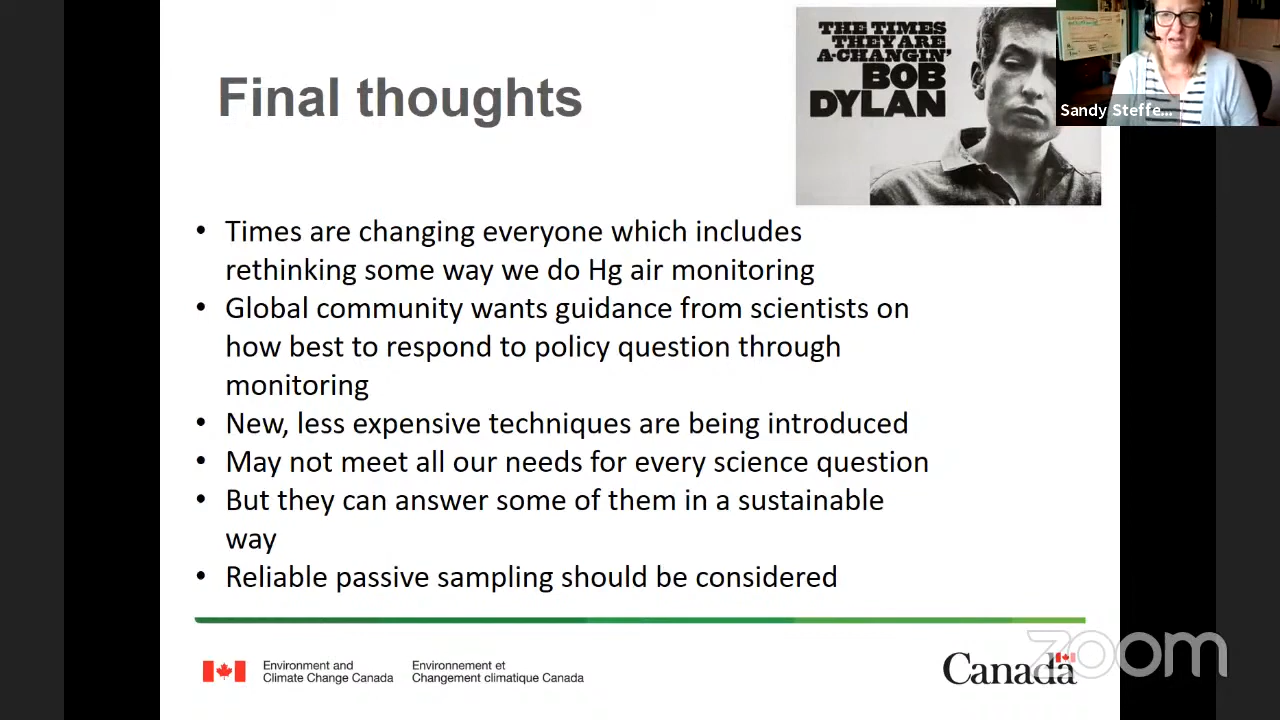 THE TIMES
THEY ARE
A-CHANGIN'
BOB
DYLAN
Sandy Steffe...
Final thoughts
• Times are changing everyone which includes
rethinking some way we do Hg air monitoring
• Global community wants guidance from scientists on
how best to respond to policy question through
monitoring
• New, less expensive techniques are being introduced
• May not meet all our needs for every science question
• But they can answer some of them in a sustainable
way
• Reliable passive sampling should be considered
Environment and
Climate Change Canada
Environnement et
Changement climatique Canada
Canada
zoom